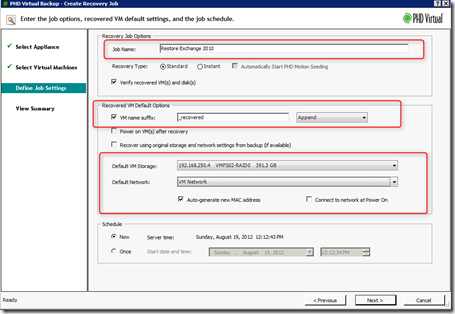 PHD Virtual Backup - Create Recovery Job
Enter the job options, recovered VM default settings, and the job schedule.
PHD Virtual
Select Appliance
Select Virtual Machines
Define Job Settings
View Summary
Recovery Job Options
Job Name: Restore Exchange 2010
Recovery Type: Standard Instant Automatically Start PHD Motion Seeding
Verify recovered VM(s) and disk(s)
Recovered VM Default Options
VM name suffix: _recovered Append
Power on VM(s) after recovery
Recover using original storage and network settings from backup (if available)
Default VM Storage: 192.168.250.4 VMFS02-RAID0 391.3 GB
Default Network: VM Network
Auto-generate new MAC address Connect to network at Power On
Schedule
Now Server time: Sunday, August 19, 2012 12:12:43 PM
Once Start date and time: Sunday , August 19, 2012 12:12:34 PM
Ready
< Previous Next > Cancel